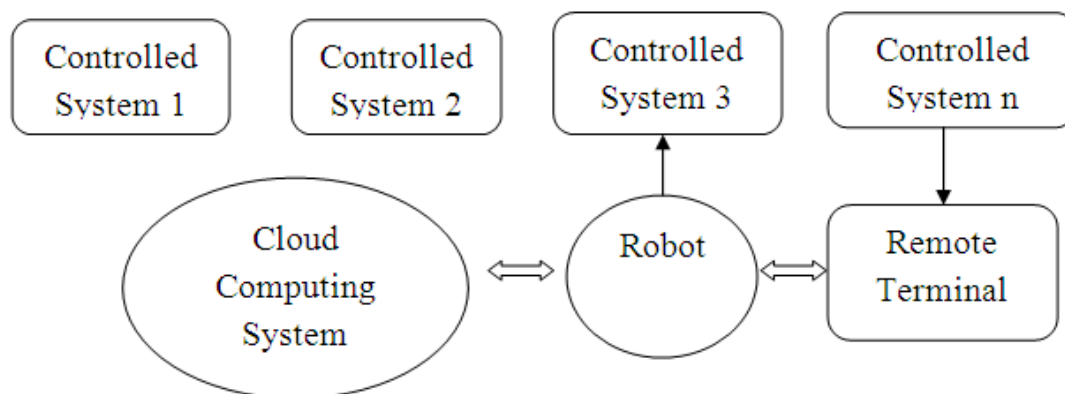 Controlled
System 1
Controlled
System 2
Controlled
System 3
Controlled
System n
Cloud
Computing
System
Robot
Remote
Terminal